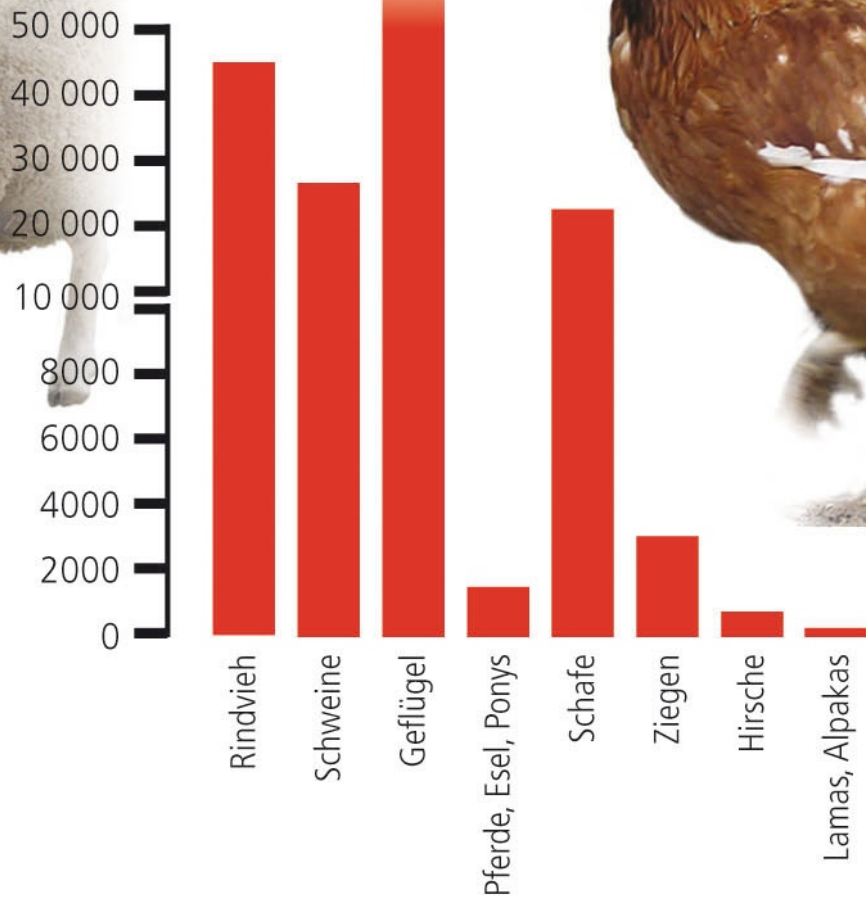 50 000
40 000
30 000
20 000
10 000
8000
6000
4000
2000
0
Rindvieh
Schweine
Geflügel
Pferde, Esel, Ponys
Schafe
Ziegen
Hirsche
Lamas, Alpakas